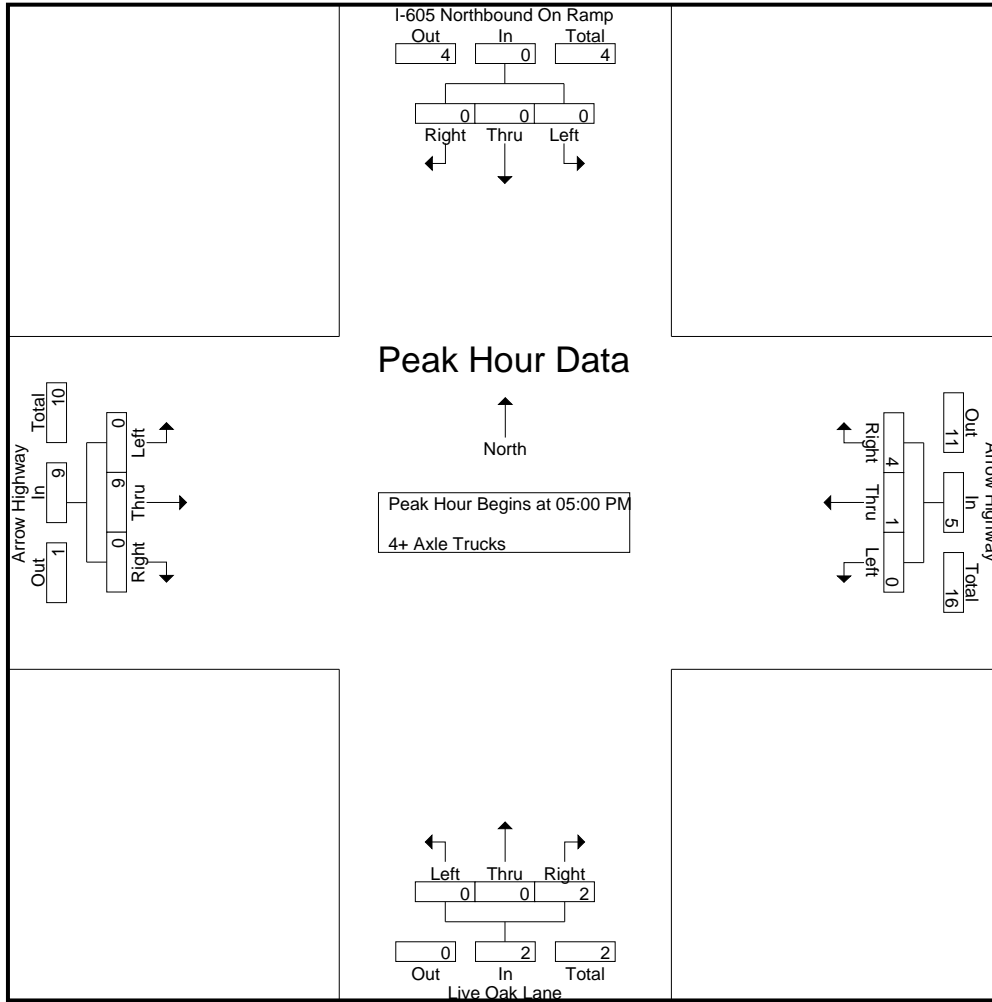 I-605 Northbound On Ramp
Out In Total
4 0 4
0 0 0
Right Thru Left
Peak Hour Data
North
Peak Hour Begins at 05:00 PM
4+ Axle Trucks
Arrow Highway
Total In Out
10 9 1
0 9 0
Left Thru Right
Arrow Highway
Out In Total
11 5 16
4 1 0
Right Thru Left
Left Thru Right
0 0 2
0 2 2
Out In Total
Live Oak Lane